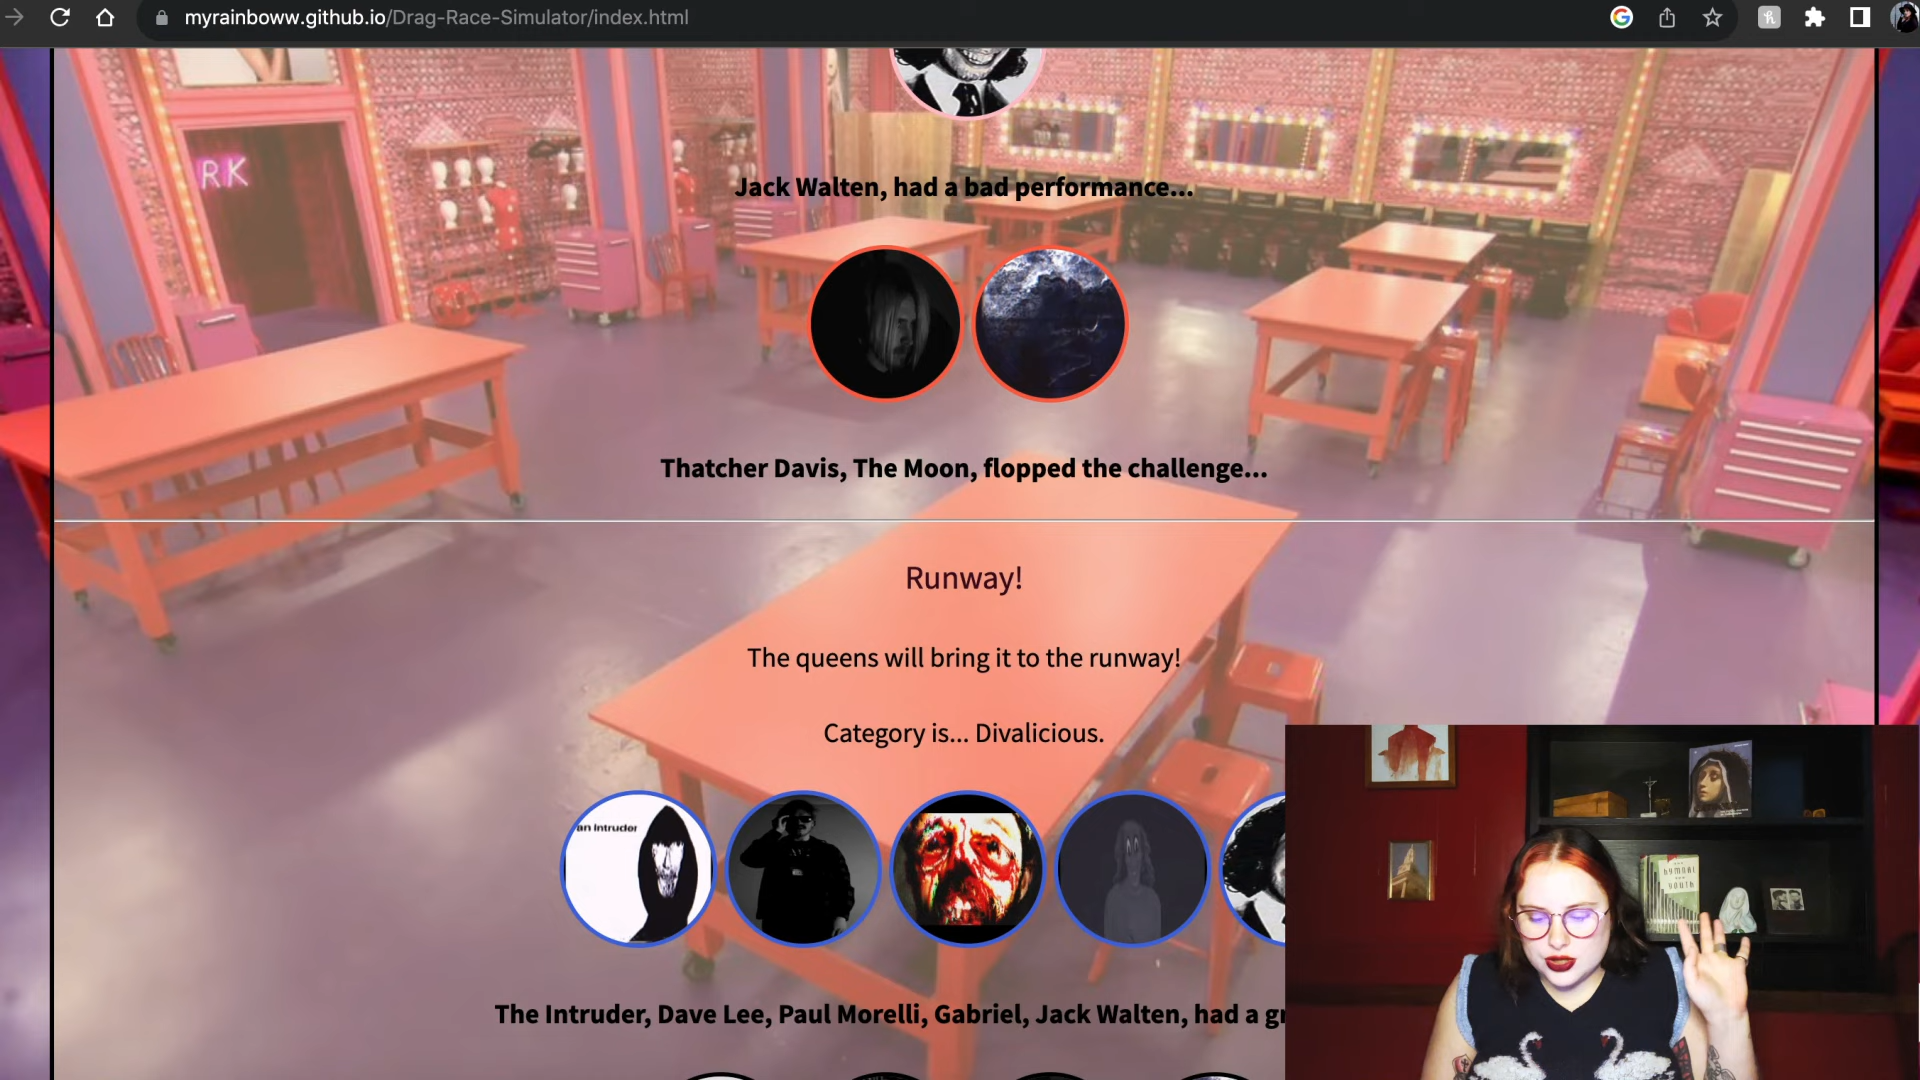 myrainboww.github.io/Drag-Race-Simulator/index.html
RK
Jack Walten, had a bad performance...
Thatcher Davis, The Moon, flopped the challenge...
Runway!
The queens will bring it to the runway!
Category is... Divalicious.
an Intruder
The Intruder, Dave Lee, Paul Morelli, Gabriel, Jack Walten, had a
HYMNAL
YOUTH